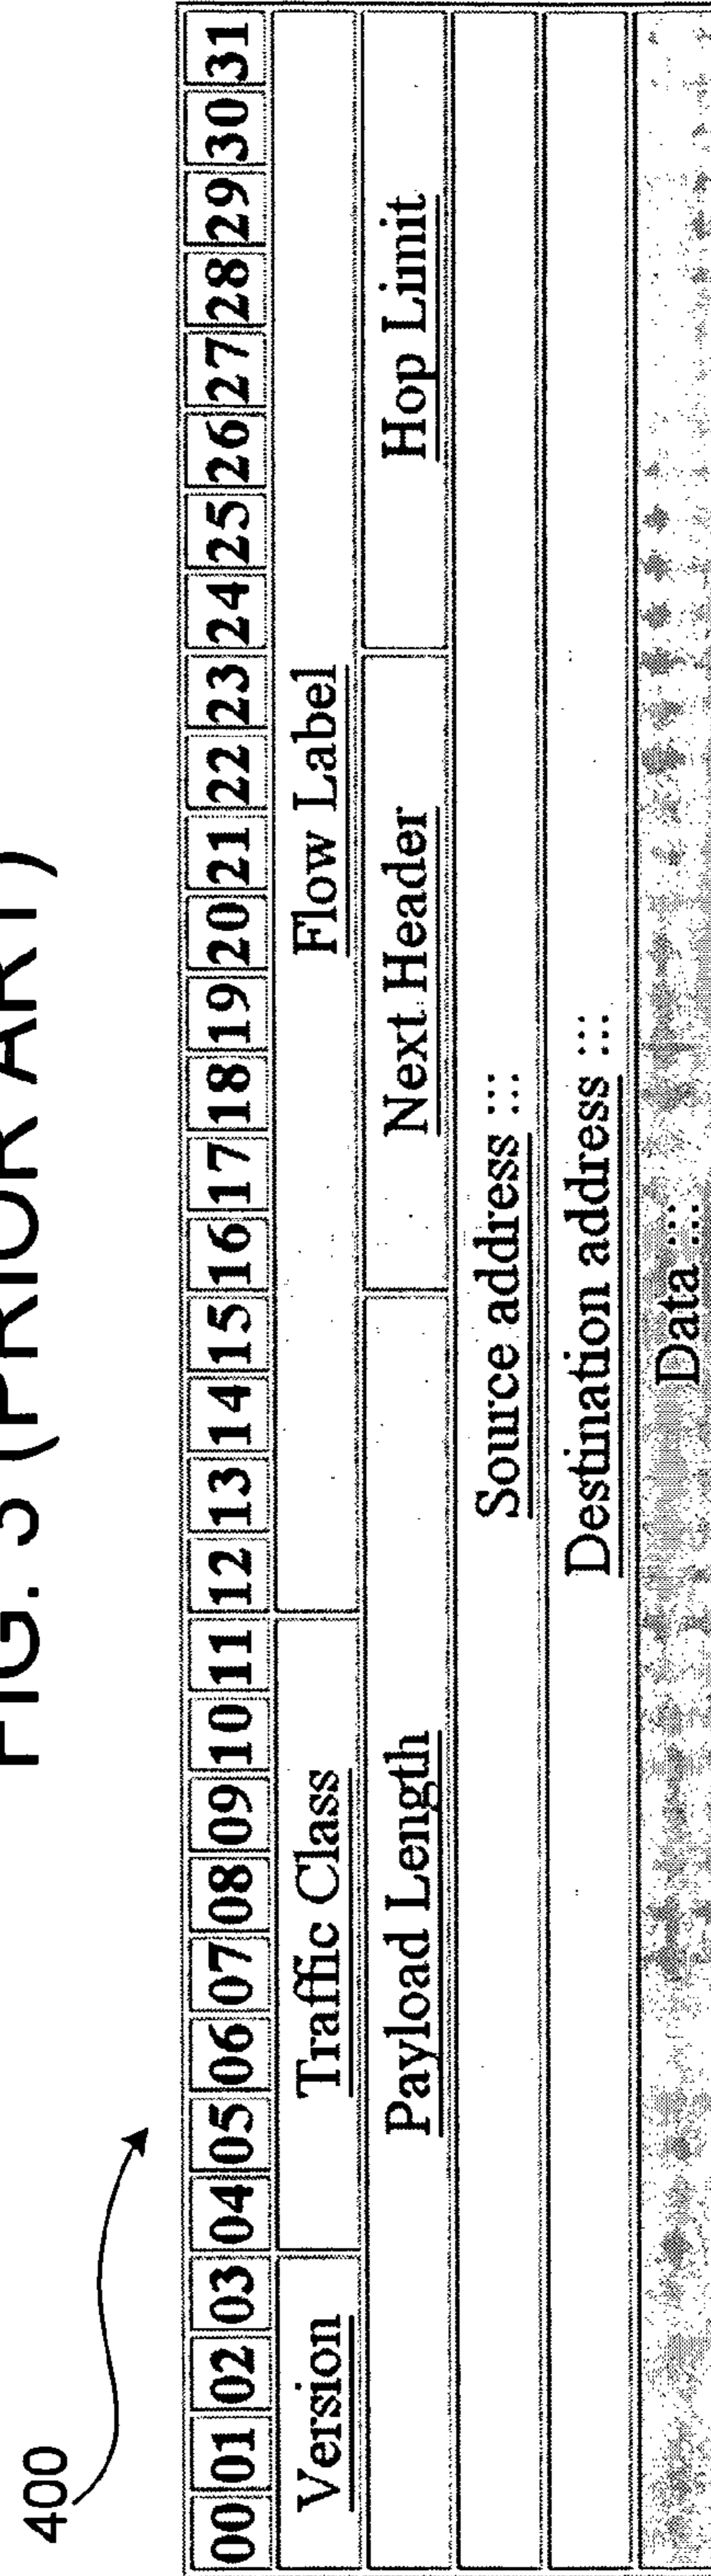 FIG. (PRIOR ART)
400
00 01 02 03 04 05 06 07 08 09 10 11 12 13 14 15 16 17 18 19 20 21 22 23 24 25 26 27 28 29 30 31
Version Traffic Class Flow Label
Payload Length Next Header Hop Limit
Source address :::
Destination address :::
Data :::